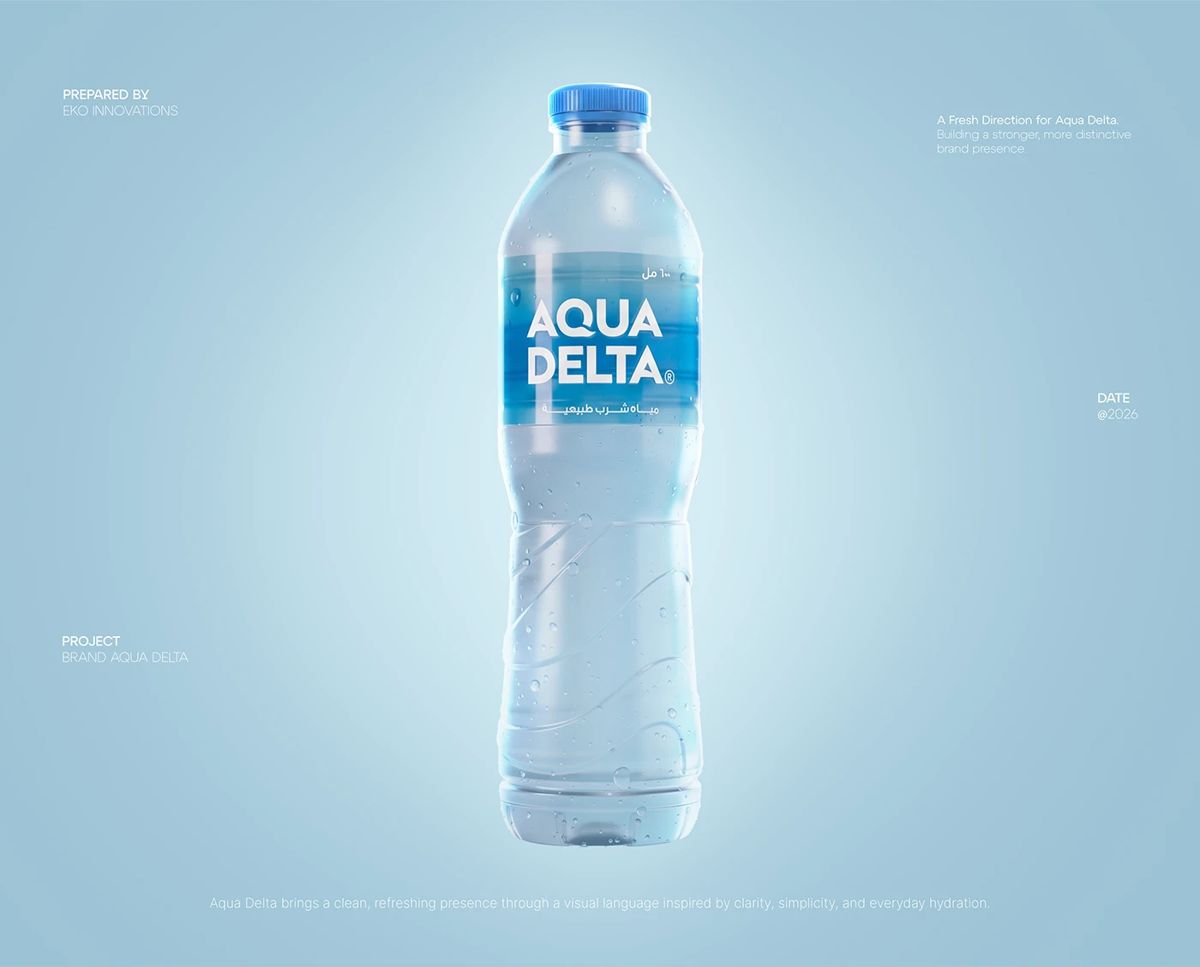 PREPARED BY
EKO INNOVATIONS
A Fresh Direction for Aqua Delta.
Building a stronger, more distinctive
brand presence
٦٠٠ مل
AQUA
DELTA®
مياه شرب طبيعية
DATE
@2026
PROJECT
BRAND AQUA DELTA
Aqua Delta brings a clean, refreshing presence through a visual language inspired by clarity, simplicity, and everyday hydration.